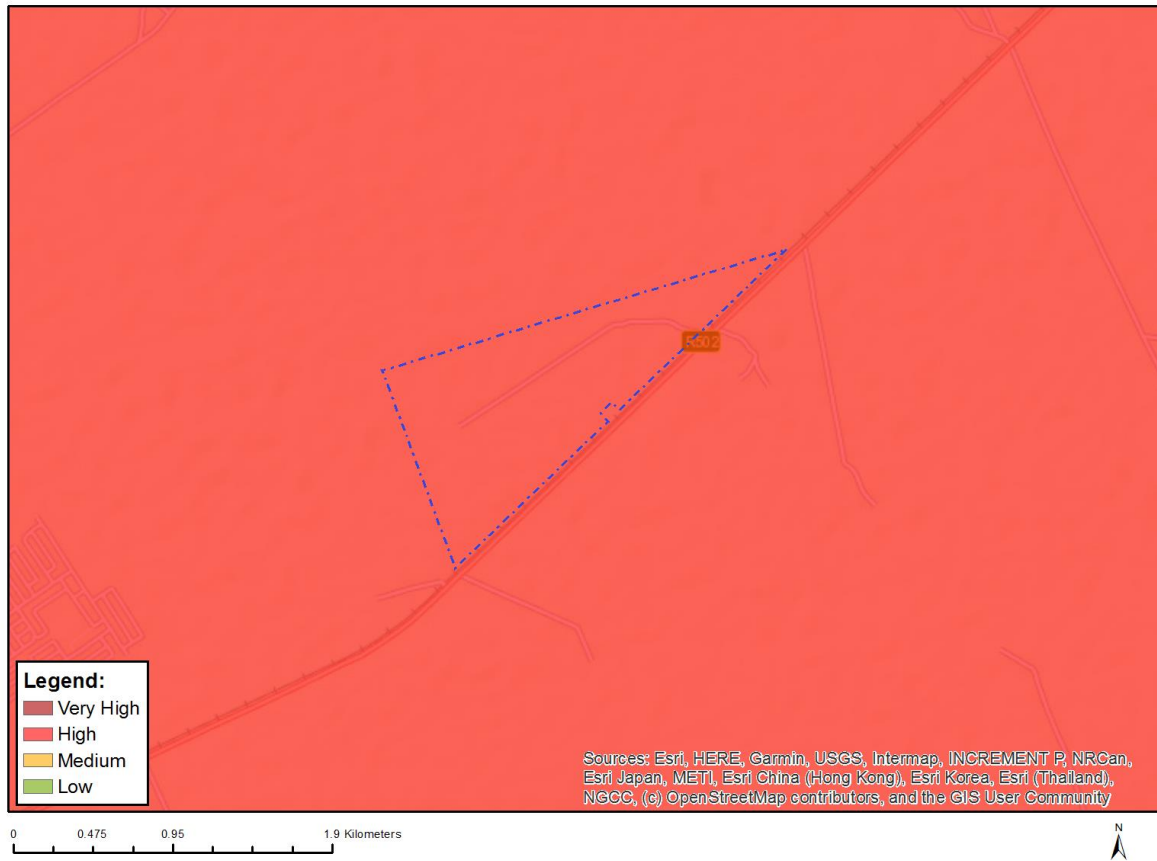 R502
Legend:
Very High
High
Medium
Low
Sources: Esri, HERE, Garmin, USGS, Intermap, INCREMENT P, NRCan,
Esri Japan, METI, Esri China (Hong Kong), Esri Korea, Esri (Thailand),
NGCC, (c) OpenStreetMap contributors, and the GIS User Community
0 0.475 0.95 1.9 Kilometers
N